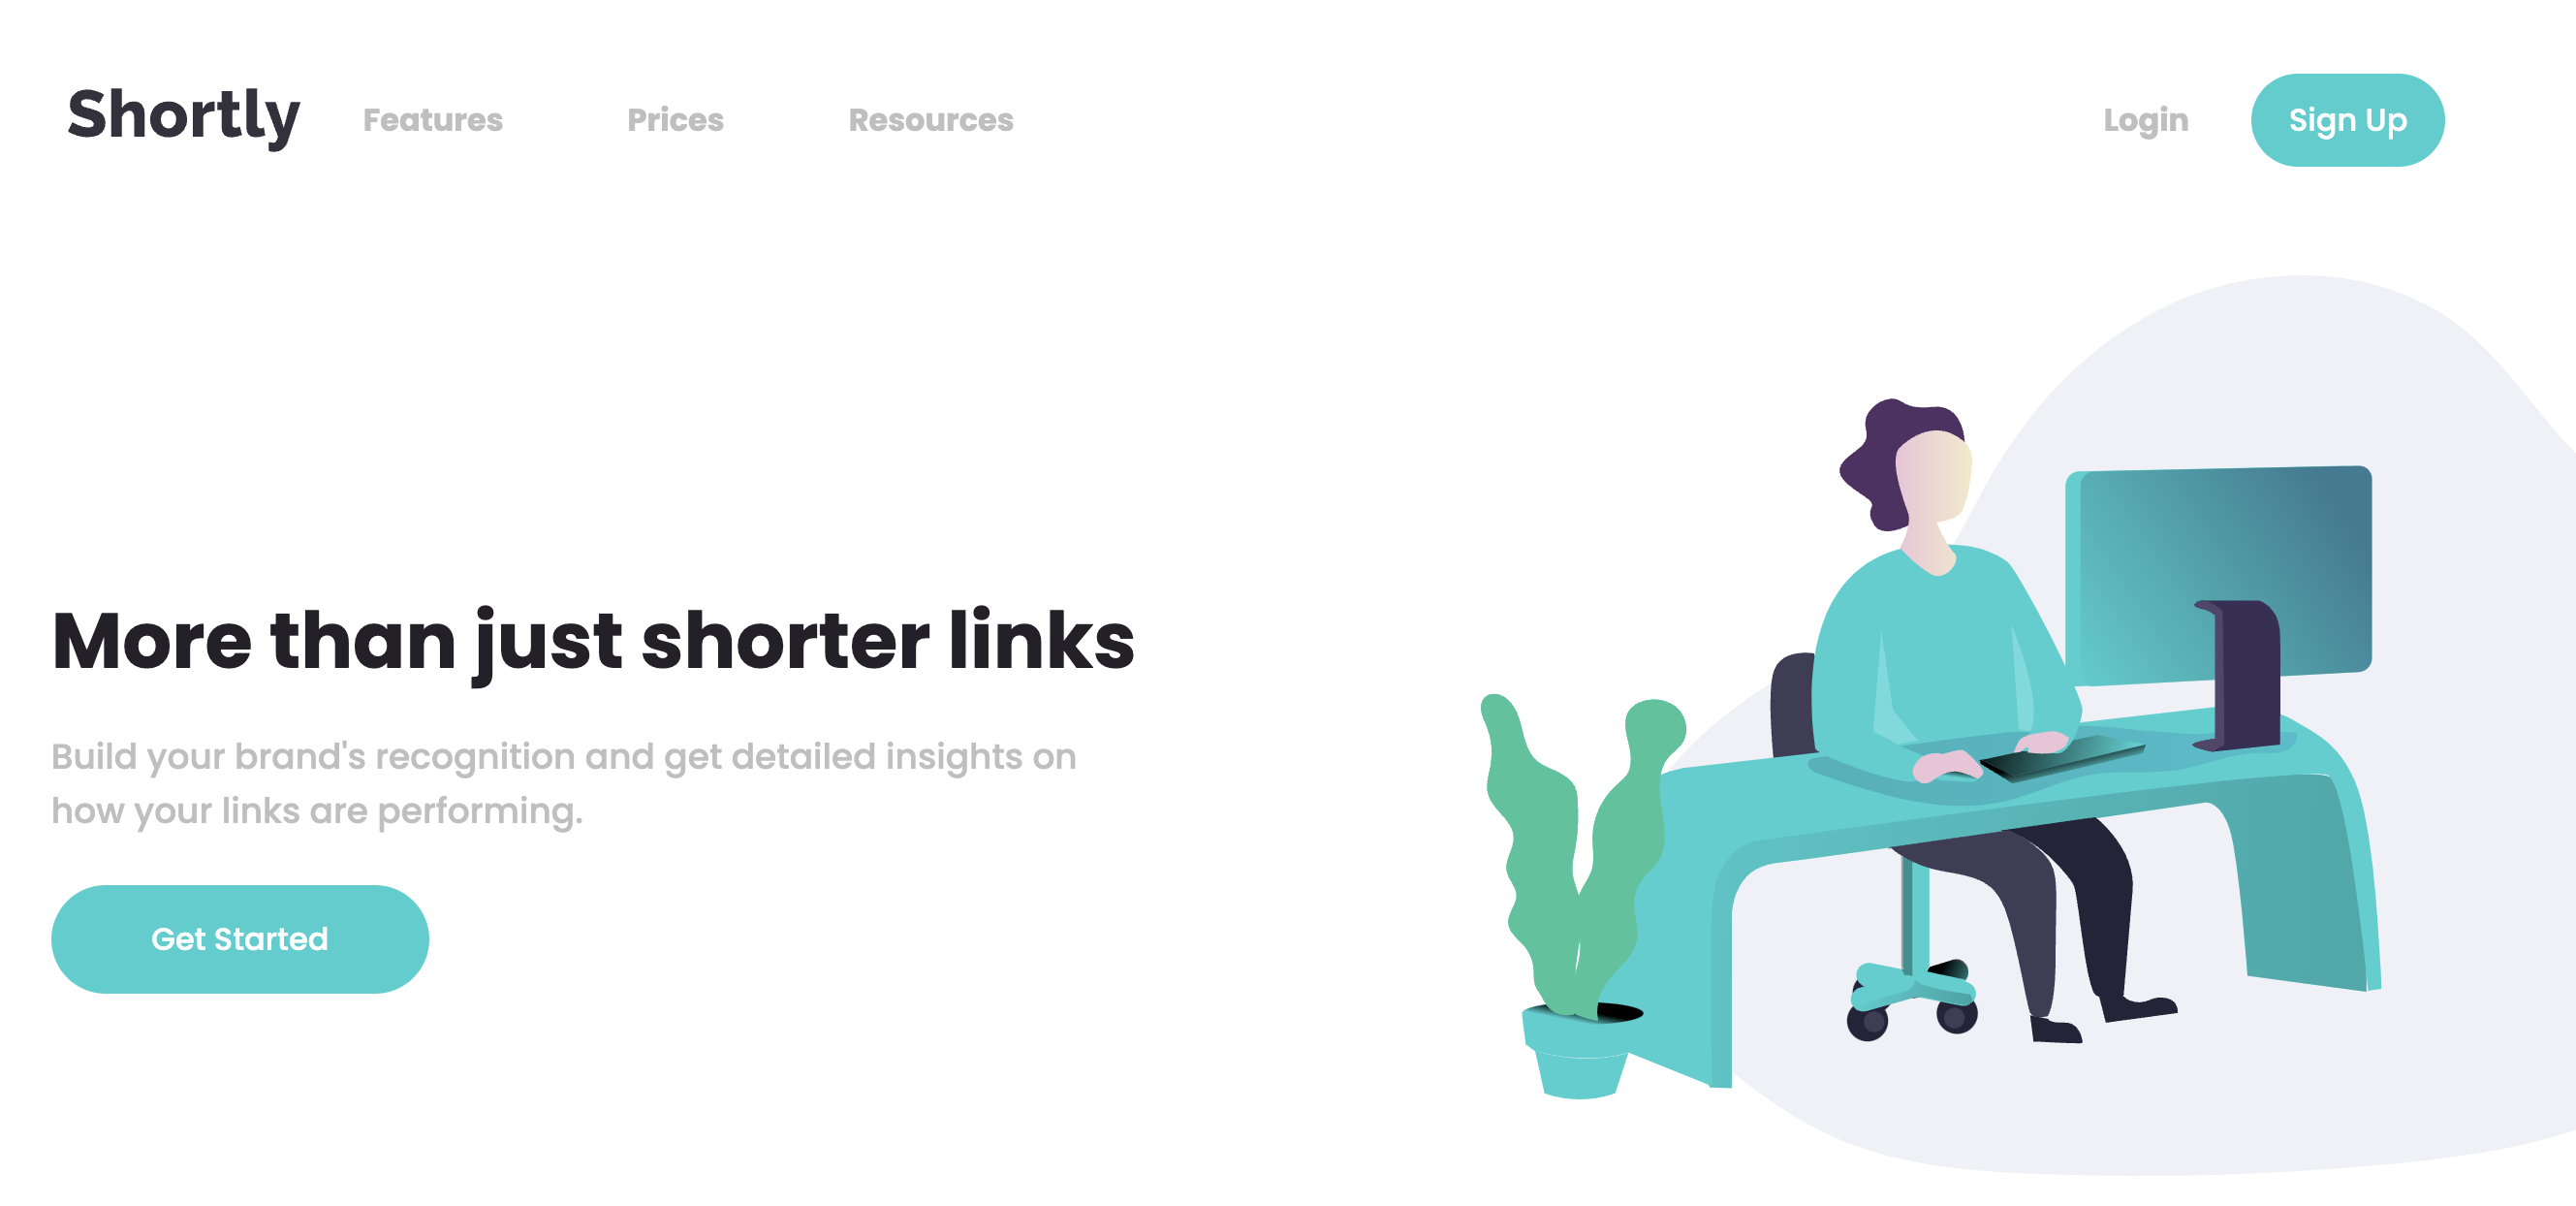 Shortly
Features
Prices
Resources
Login
Sign Up
More than just shorter links
Build your brand's recognition and get detailed insights on
how your links are performing.
Get Started